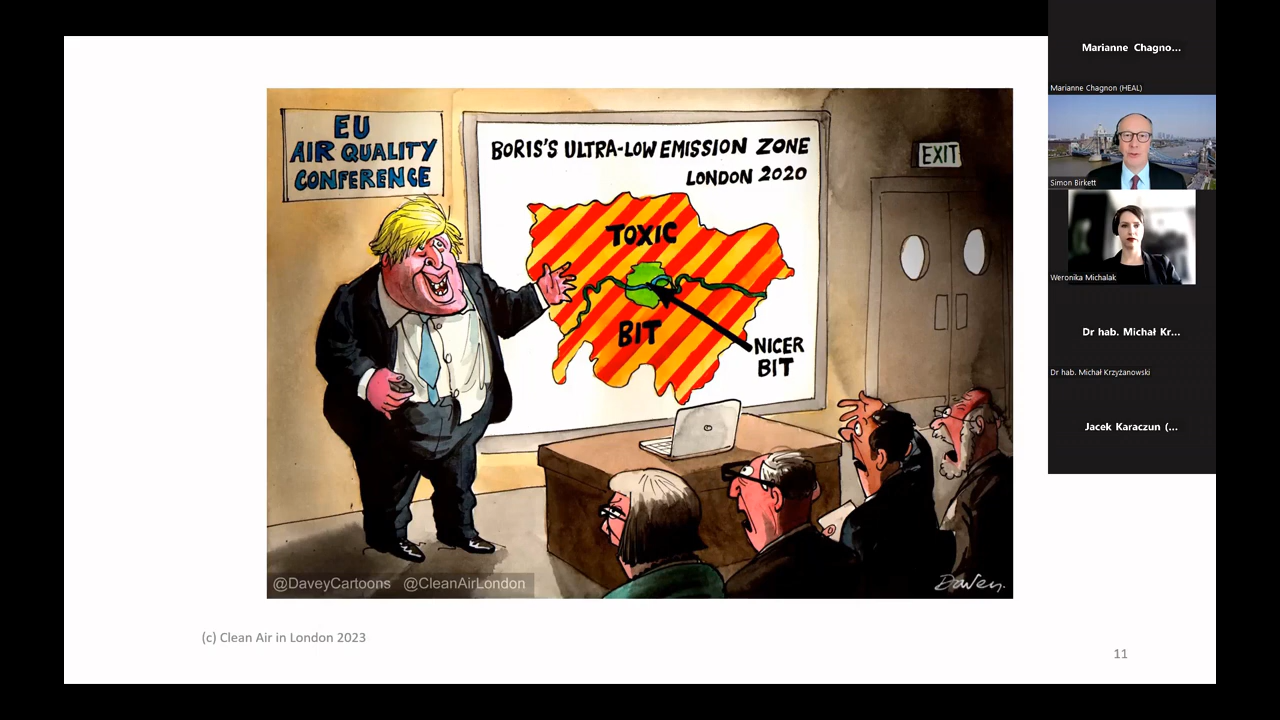 EU
AIR QUALITY
CONFERENCE
BORIS'S ULTRA-LOW EMISSION ZONE
LONDON 2020
EXIT
TOXIC
BIT
NICER
BIT
@DaveyCartoons @CleanAirLondon
Davey.
(c) Clean Air in London 2023
11
Marianne Chagno...
Marianne Chagnon (HEAL)
Simon Birkett
Weronika Michalak
Dr hab. Michał Kr...
Dr hab. Michał Krzyżanowski
Jacek Karaczun (...